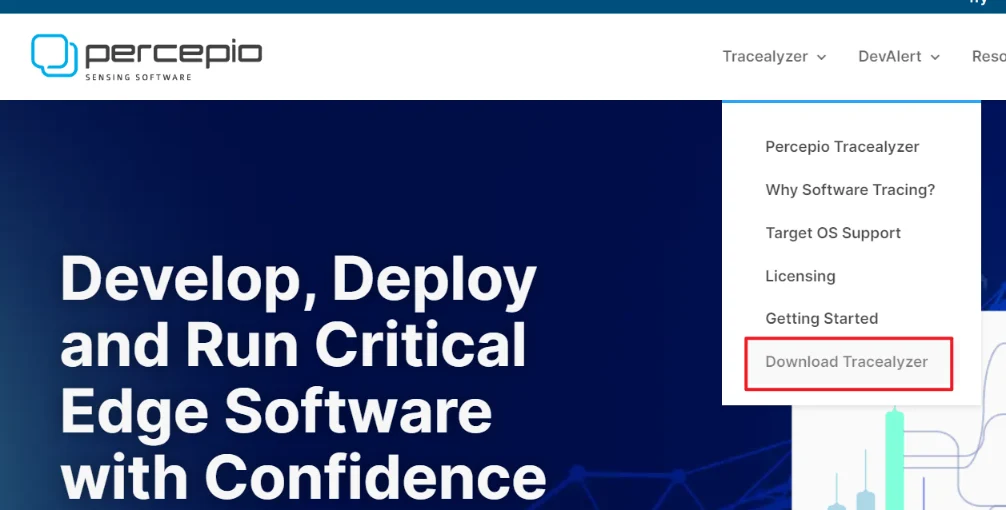 percepio
SENSING SOFTWARE
Tracealyzer
DevAlert
Percepio Tracealyzer
Why Software Tracing?
Target OS Support
Licensing
Getting Started
Download Tracealyzer
Develop, Deploy
and Run Critical
Edge Software
with Confidence